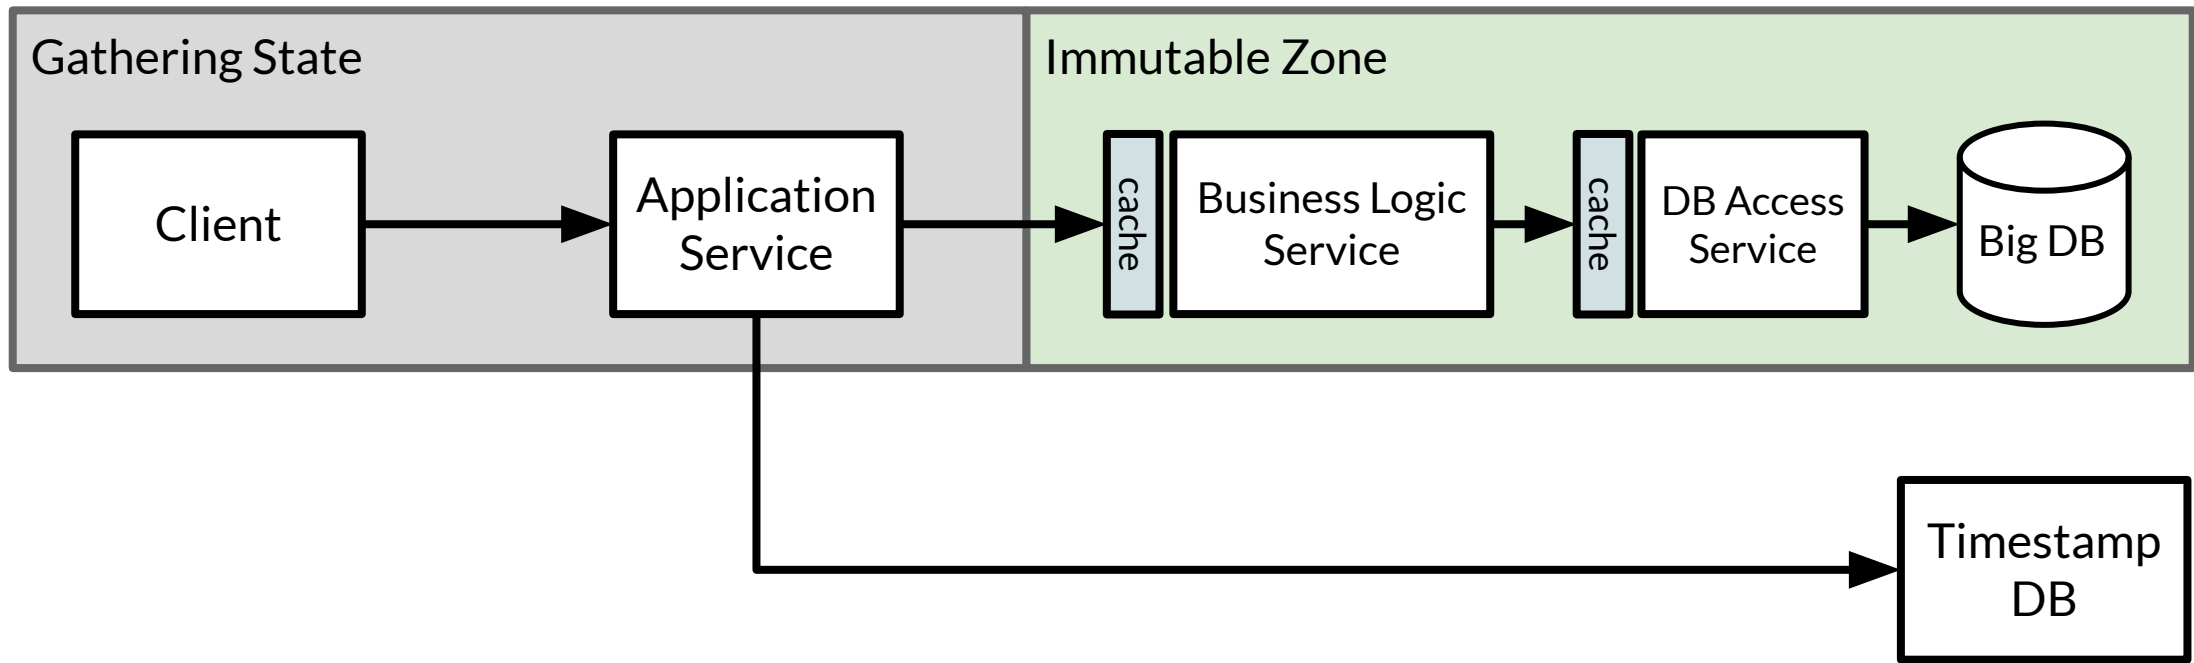 Gathering State
Immutable Zone
Client
Application
Service
cache
Business Logic
Service
cache
DB Access
Service
Big DB
Timestamp
DB